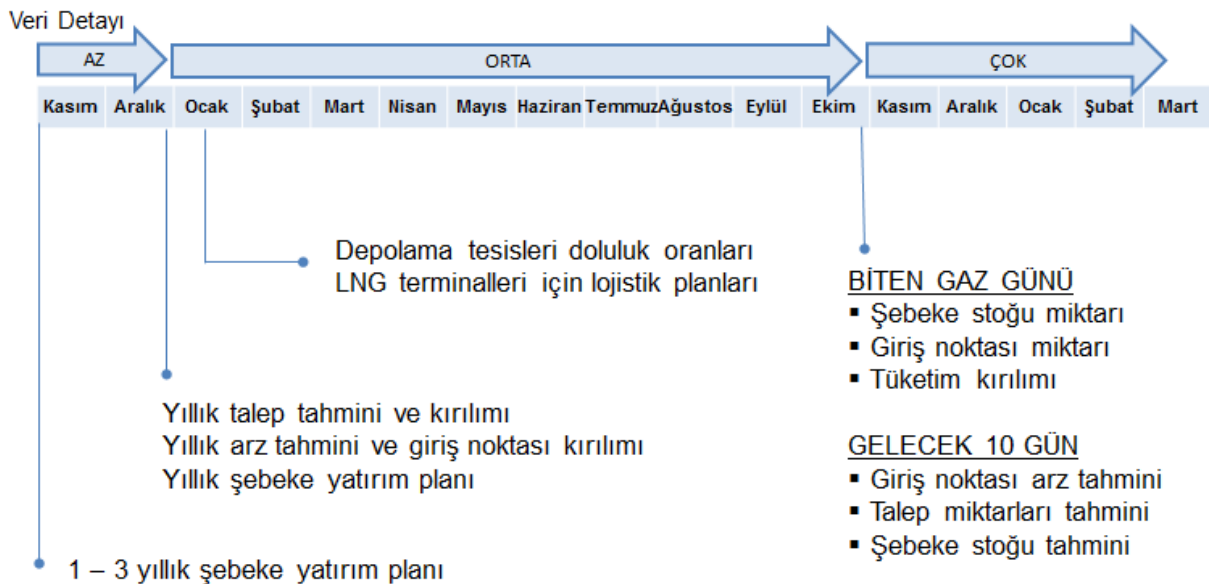 Veri Detayı
AZ
ORTA
ÇOK
Kasım Aralık Ocak Şubat Mart Nisan Mayıs Haziran Temmuz Ağustos Eylül Ekim Kasım Aralık Ocak Şubat Mart
Depolama tesisleri doluluk oranları
LNG terminalleri için lojistik planları
BİTEN GAZ GÜNÜ
▪ Şebeke stoğu miktarı
▪ Giriş noktası miktarı
▪ Tüketim kırılımı
Yıllık talep tahmini ve kırılımı
Yıllık arz tahmini ve giriş noktası kırılımı
Yıllık şebeke yatırım planı
GELECEK 10 GÜN
▪ Giriş noktası arz tahmini
▪ Talep miktarları tahmini
▪ Şebeke stoğu tahmini
1 – 3 yıllık şebeke yatırım planı